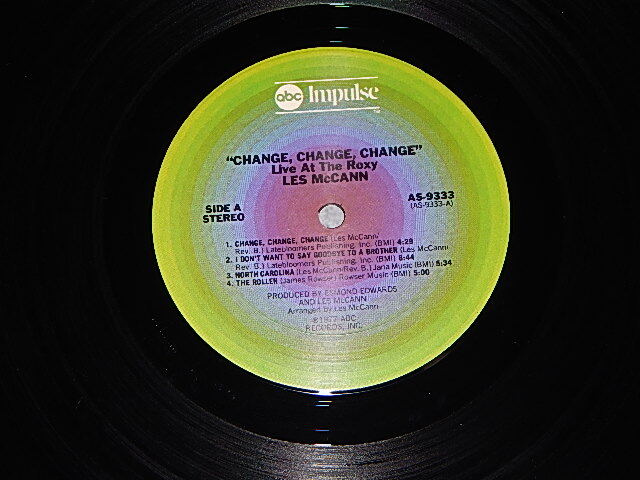 abc Impulse
"CHANGE, CHANGE, CHANGE"
Live At The Roxy
LES McCANN
SIDE A
STEREO
AS-9333
(AS-9333-A)
1. CHANGE, CHANGE, CHANGE (Les McCann/
Rev. B.) Latebloomers Publishing, Inc. (BMI) 4:29
2. I DON'T WANT TO SAY GOODBYE TO A BROTHER (Les McCann/
Rev. B.) Latebloomers Publishing, Inc. (BMI) 5:44
3. NORTH CAROLINA (Les McCann/Rev. B.) Jana Music (BMI) 5:34
4. THE ROLLER (James Rowser) Rowser Music (BMI) 5:00
PRODUCED BY ESMOND EDWARDS
AND LES McCANN
Arranged by Les McCann
℗ 1977 ABC
RECORDS, INC.